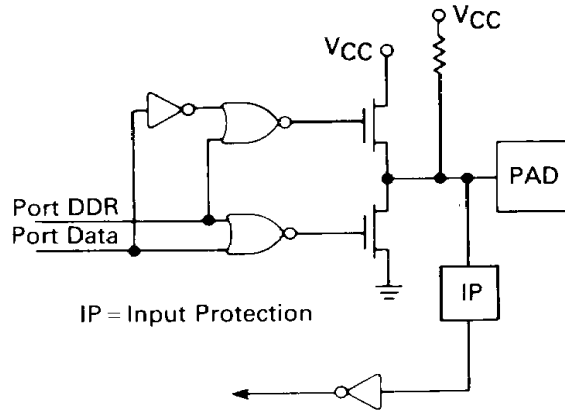 VCC
VCC
PAD
Port DDR
Port Data
IP
IP = Input Protection